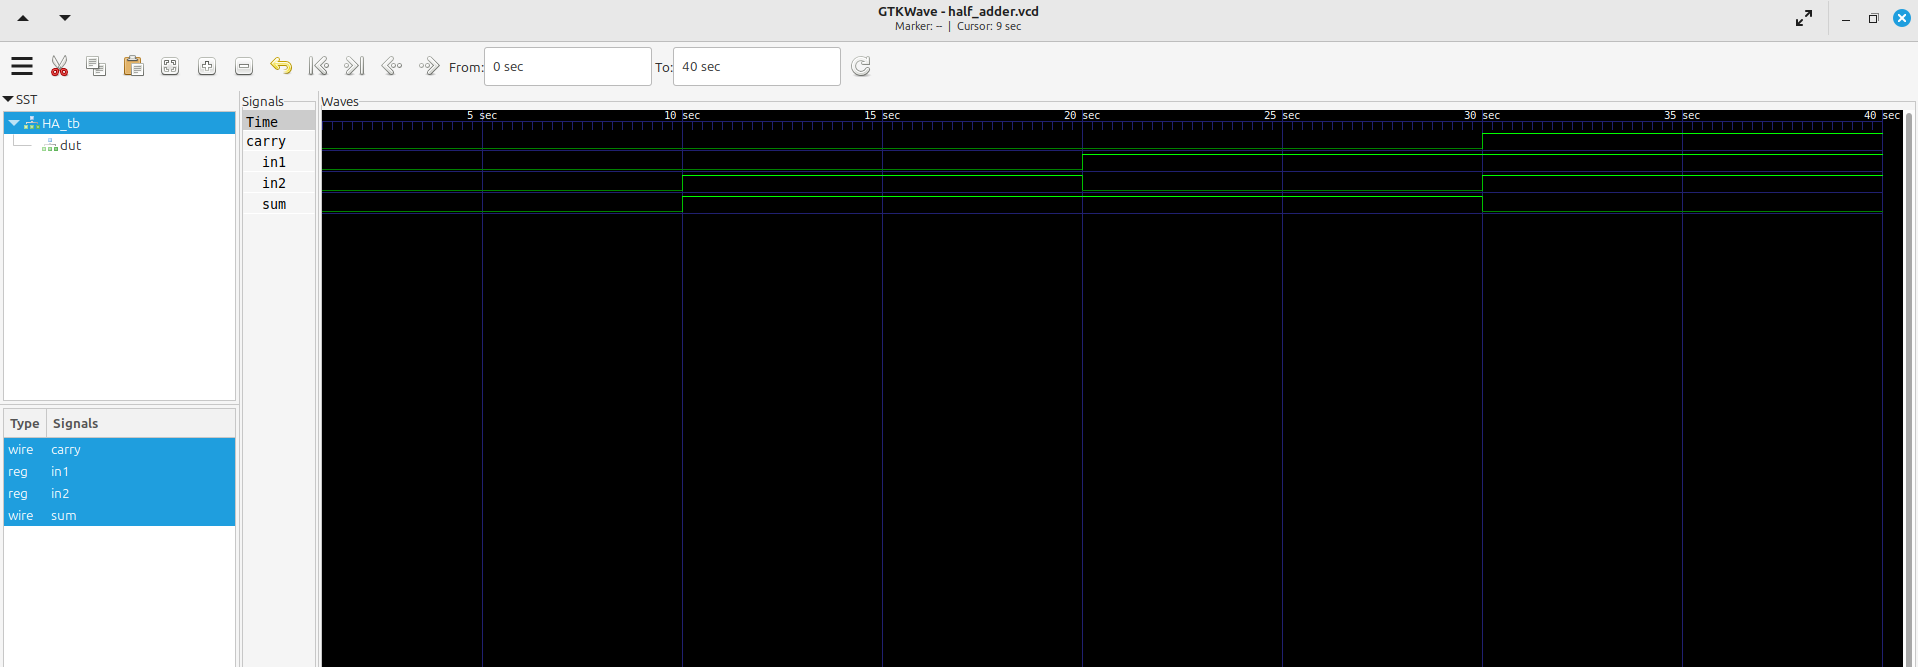 GTKWave - half_adder.vcd
Marker: -- | Cursor: 9 sec
From: 0 sec To: 40 sec
SST
HA_tb
dut
Type Signals
wire carry
reg in1
reg in2
wire sum
Signals
Time
carry
in1
in2
sum
Waves
5 sec 10 sec 15 sec 20 sec 25 sec 30 sec 35 sec 40 sec